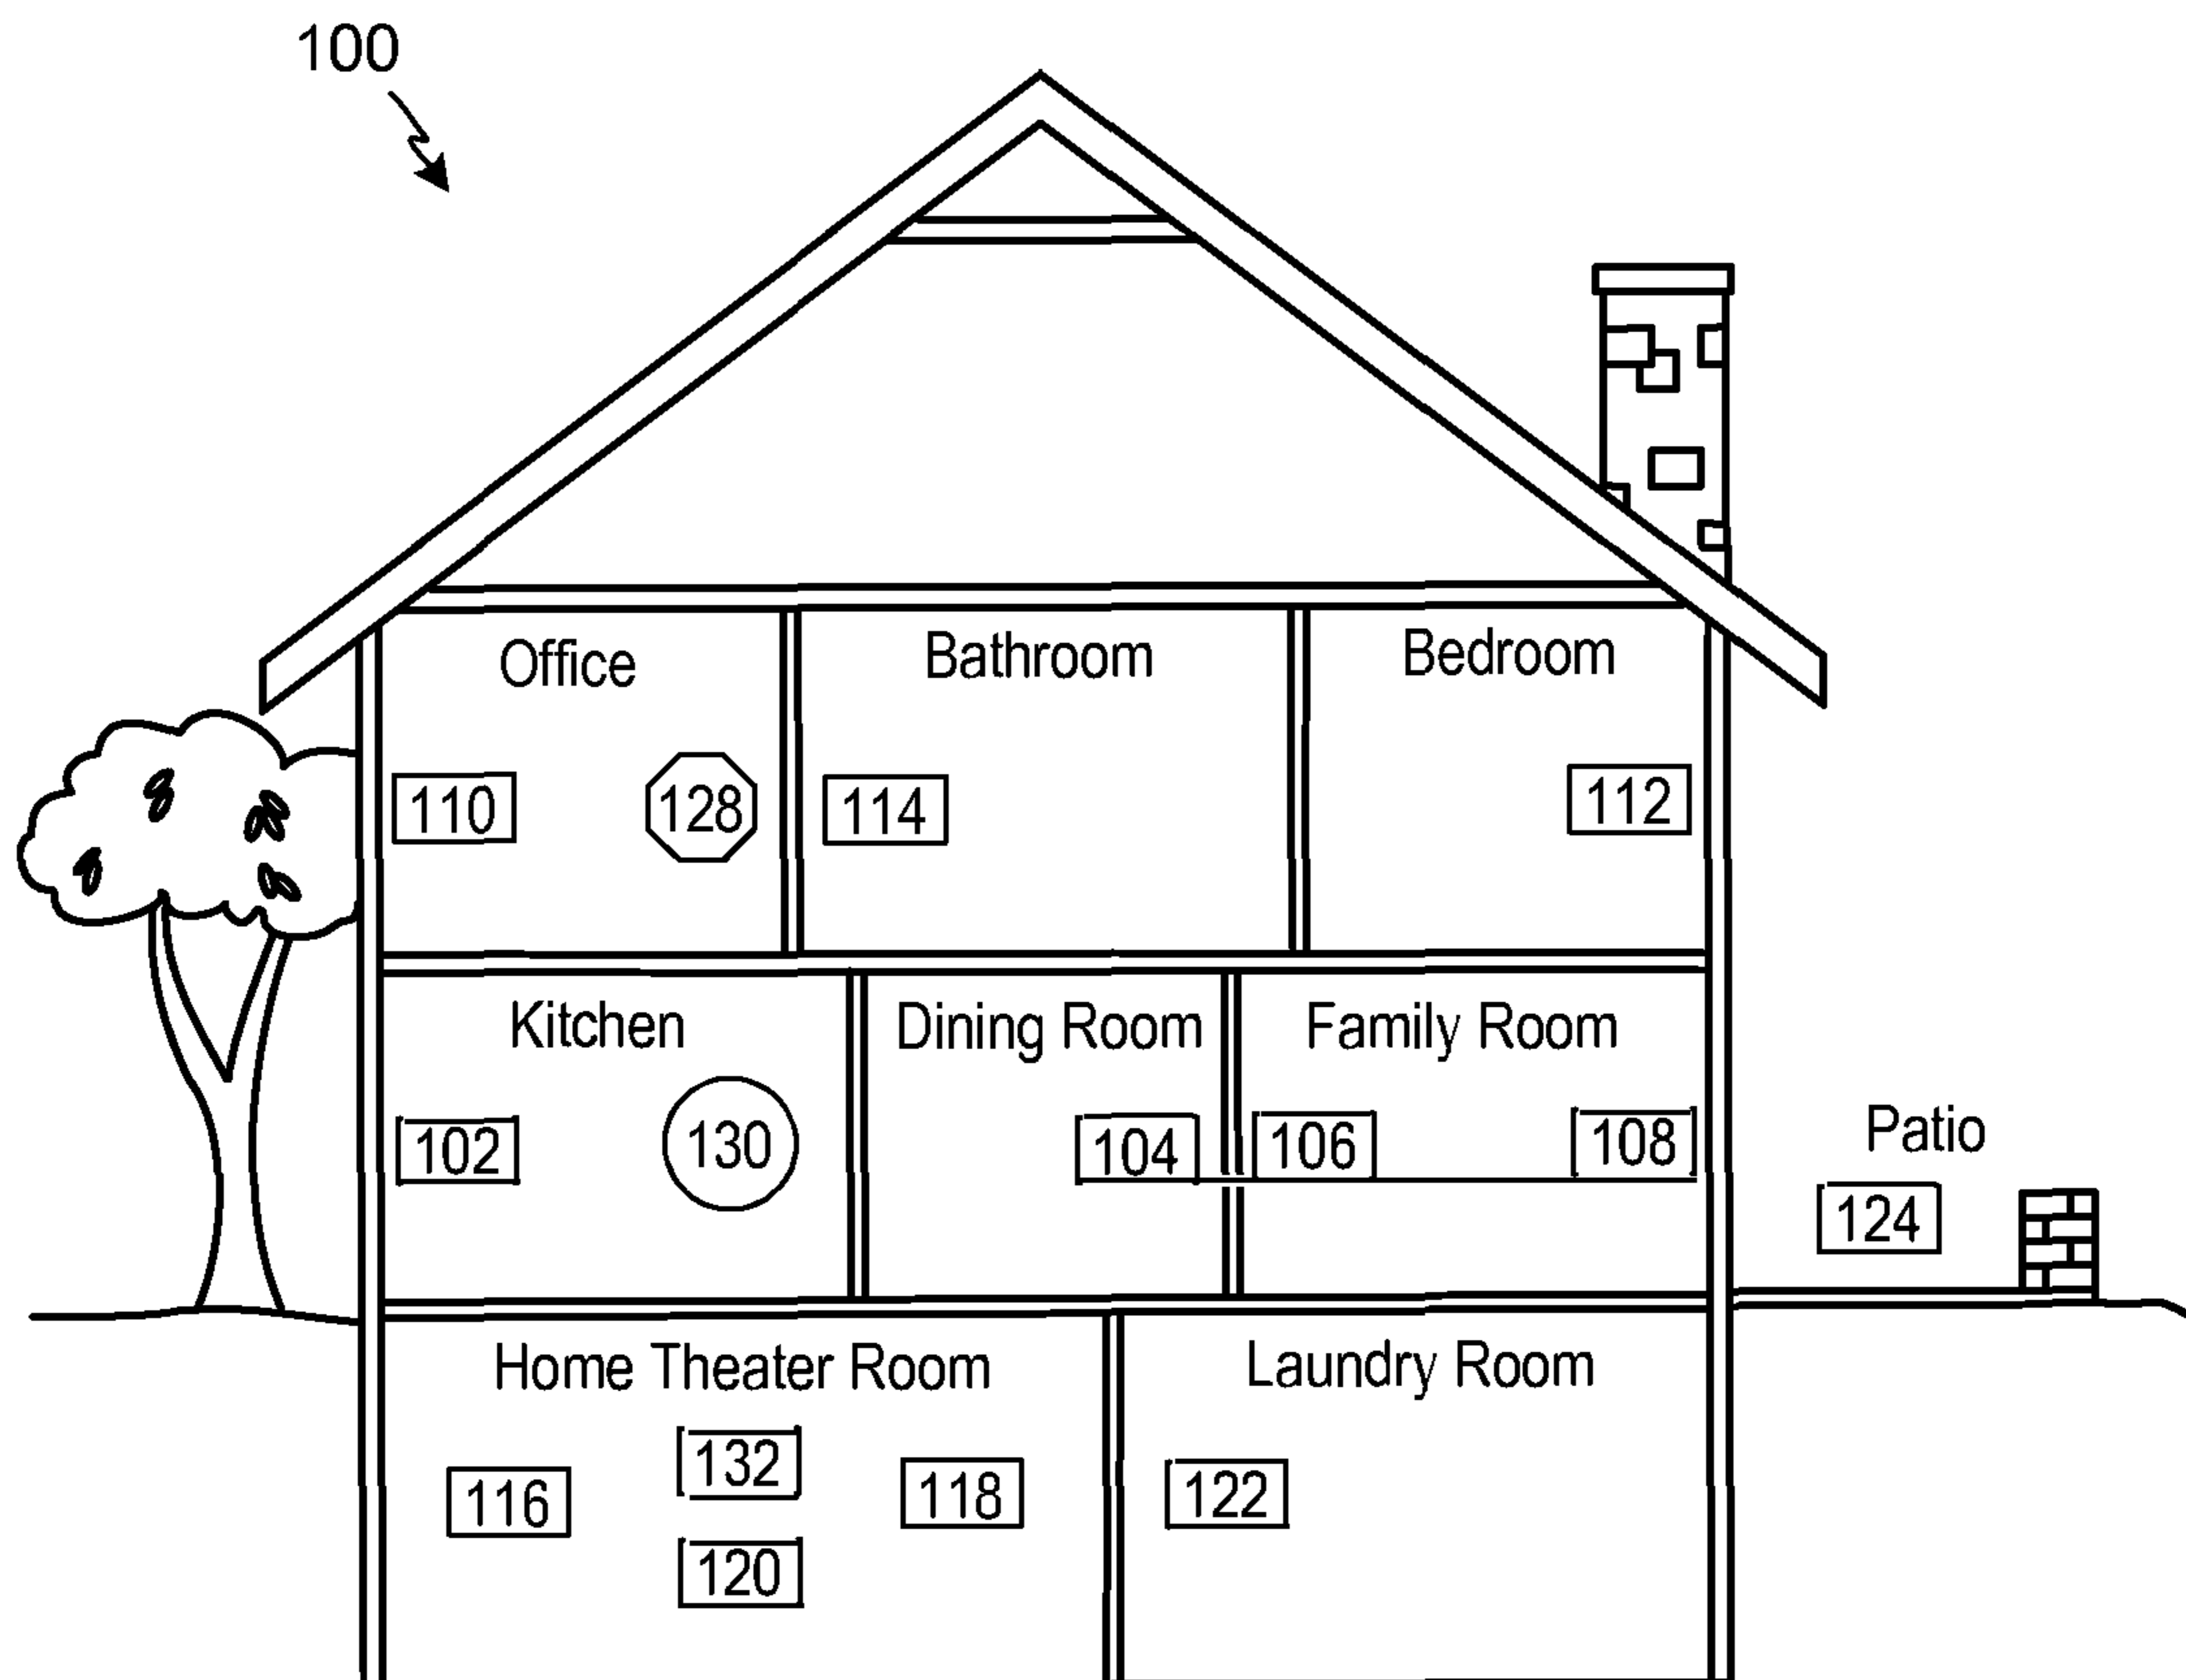 100
Office
Bathroom
Bedroom
110
128
114
112
Kitchen
Dining Room
Family Room
102
130
104
106
108
Patio
124
Home Theater Room
Laundry Room
132
116
118
122
120